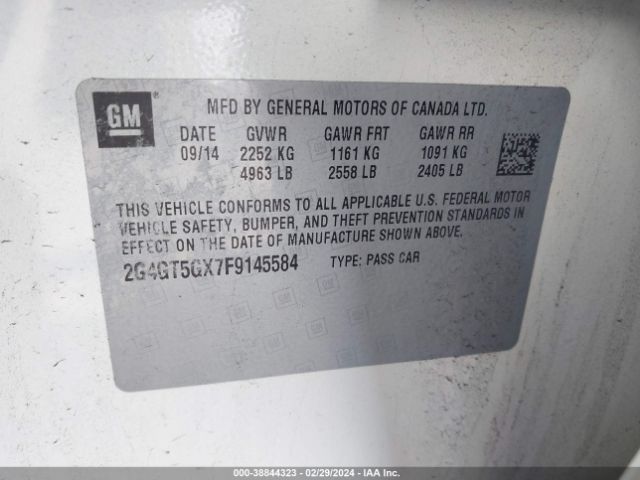 GM ®
MFD BY GENERAL MOTORS OF CANADA LTD.
DATE GVWR GAWR FRT GAWR RR
09/14 2252 KG 1161 KG 1091 KG
4963 LB 2558 LB 2405 LB
THIS VEHICLE CONFORMS TO ALL APPLICABLE U.S. FEDERAL MOTOR
VEHICLE SAFETY, BUMPER, AND THEFT PREVENTION STANDARDS IN
EFFECT ON THE DATE OF MANUFACTURE SHOWN ABOVE.
2G4GT5GX7F9145584 TYPE: PASS CAR
000-38844323 - 02/29/2024 - IAA Inc.